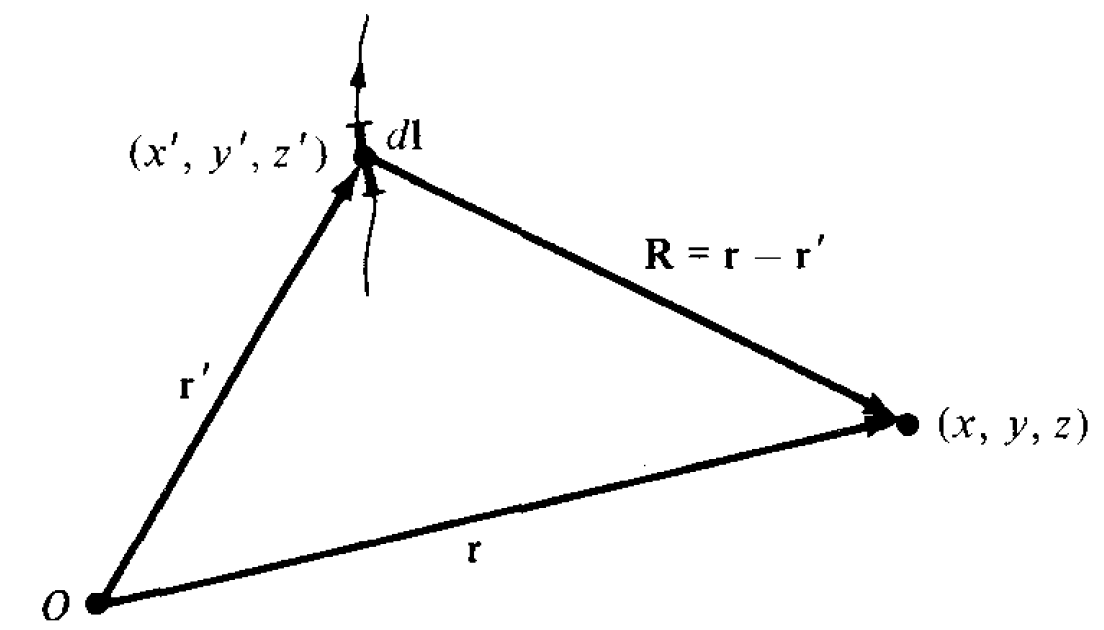 (x′, y′, z′)
dl
R = r − r′
r′
(x, y, z)
r
O